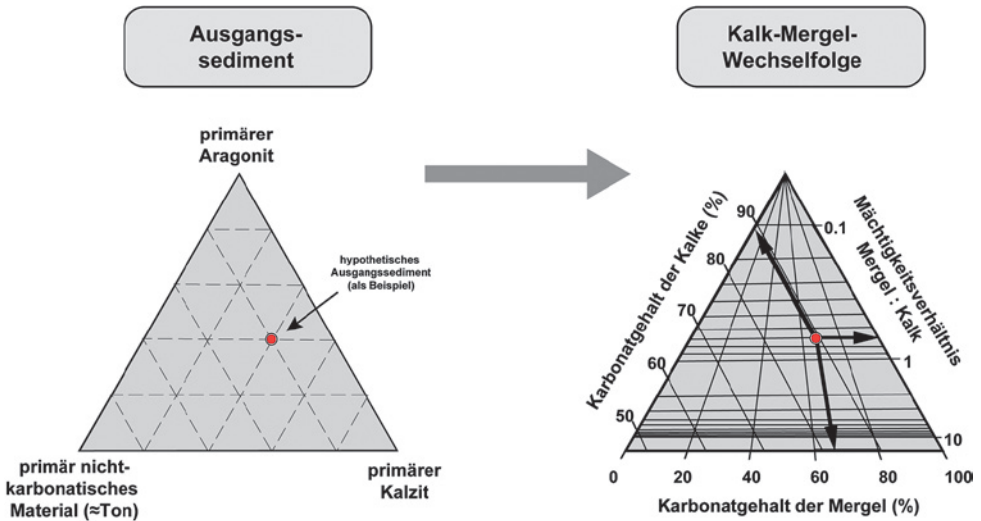 Ausgangs-
sediment
primärer
Aragonit
hypothetisches
Ausgangssediment
(als Beispiel)
primär nicht-
karbonatisches
Material (≈Ton)
primärer
Kalzit
Kalk-Mergel-
Wechselfolge
Karbonatgehalt der Kalke (%)
90
80
70
60
50
Mächtigkeitsverhältnis
Mergel : Kalk
0.1
1
10
0 20 40 60 80 100
Karbonatgehalt der Mergel (%)